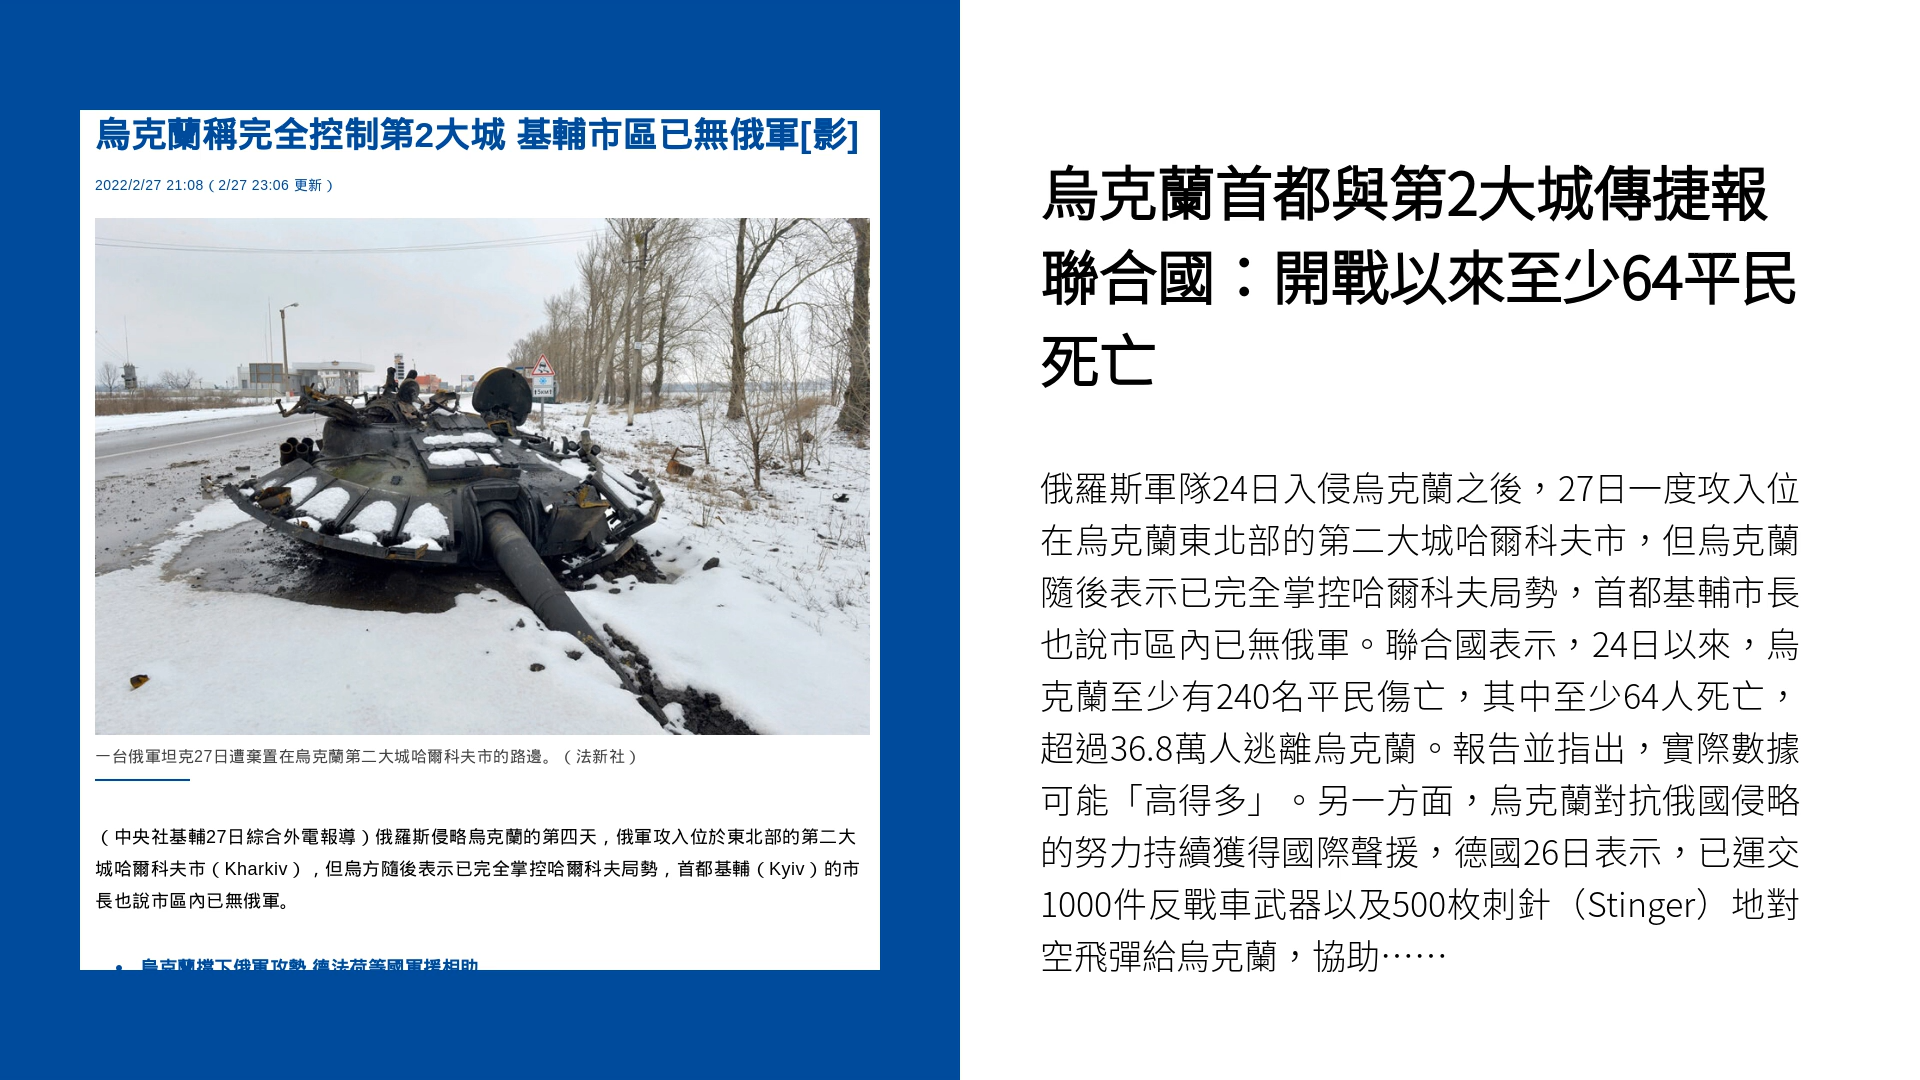 烏克蘭稱完全控制第2大城 基輔市區已無俄軍[影]
2022/2/27 21:08（2/27 23:06 更新）
一台俄軍坦克27日遭棄置在烏克蘭第二大城哈爾科夫市的路邊。（法新社）
（中央社基輔27日綜合外電報導）俄羅斯侵略烏克蘭的第四天，俄軍攻入位於東北部的第二大
城哈爾科夫市（Kharkiv），但烏方隨後表示已完全掌控哈爾科夫局勢，首都基輔（Kyiv）的市
長也說市區內已無俄軍。
• 烏克蘭擋下俄軍攻勢 德法荷等國軍援相助
烏克蘭首都與第2大城傳捷報
聯合國：開戰以來至少64平民
死亡
俄羅斯軍隊24日入侵烏克蘭之後，27日一度攻入位
在烏克蘭東北部的第二大城哈爾科夫市，但烏克蘭
隨後表示已完全掌控哈爾科夫局勢，首都基輔市長
也說市區內已無俄軍。聯合國表示，24日以來，烏
克蘭至少有240名平民傷亡，其中至少64人死亡，
超過36.8萬人逃離烏克蘭。報告並指出，實際數據
可能「高得多」。另一方面，烏克蘭對抗俄國侵略
的努力持續獲得國際聲援，德國26日表示，已運交
1000件反戰車武器以及500枚刺針（Stinger）地對
空飛彈給烏克蘭，協助⋯⋯